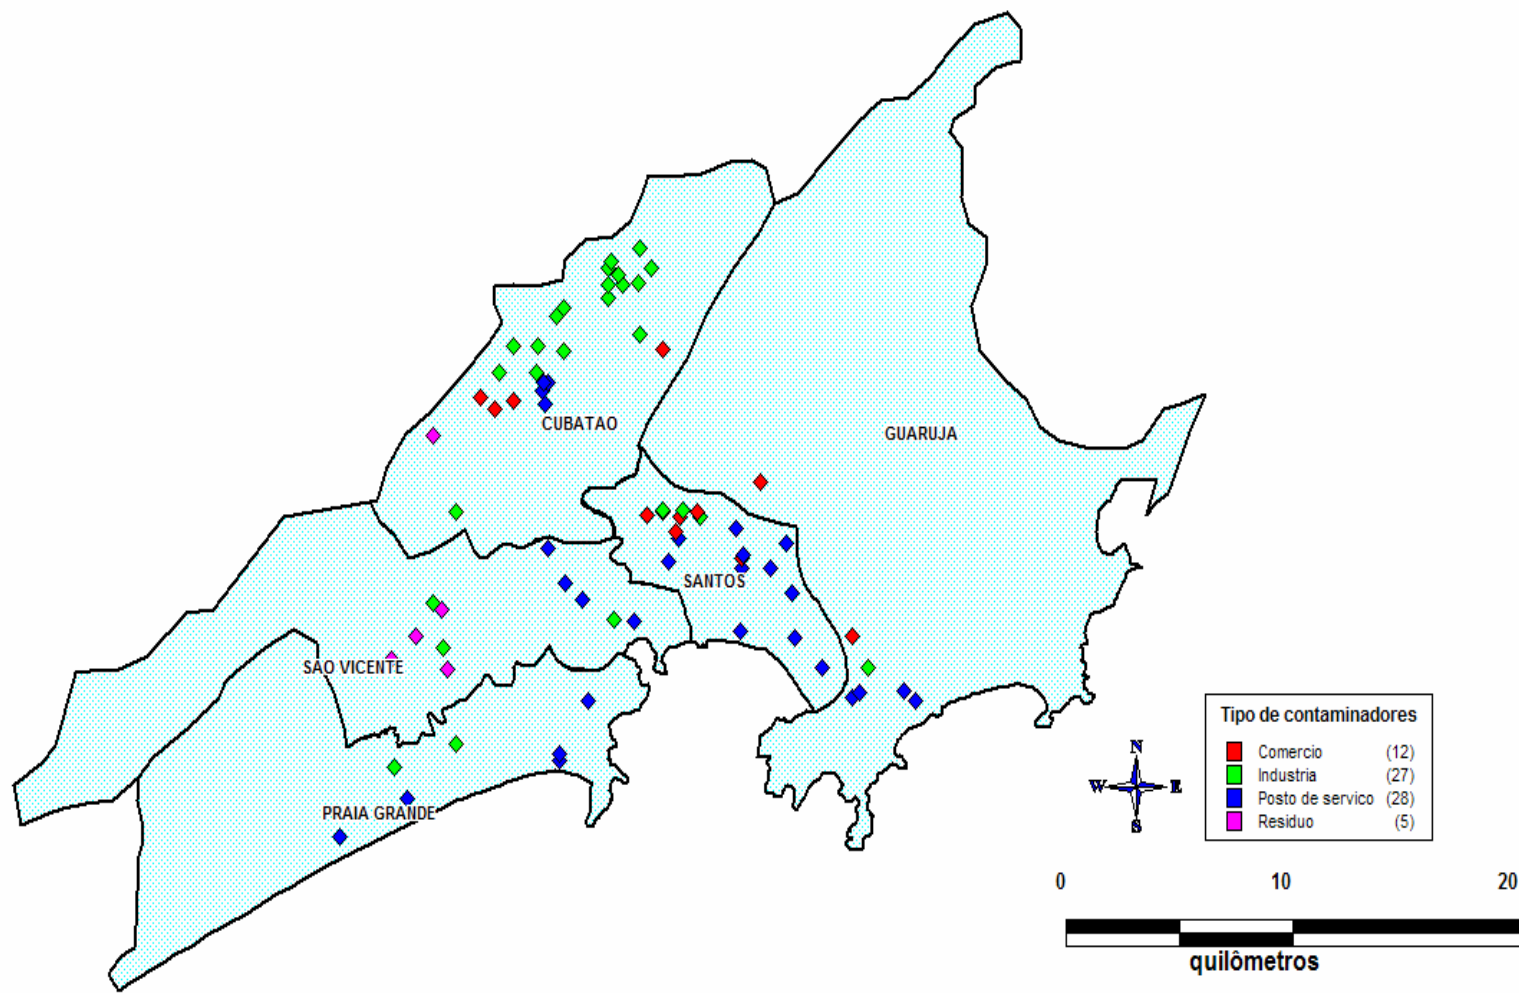 CUBATAO
GUARUJA
SANTOS
SAO VICENTE
PRAIA GRANDE
Tipo de contaminadores
Comercio (12)
Industria (27)
Posto de servico (28)
Residuo (5)
N
W E
S
0 10 20
quilômetros